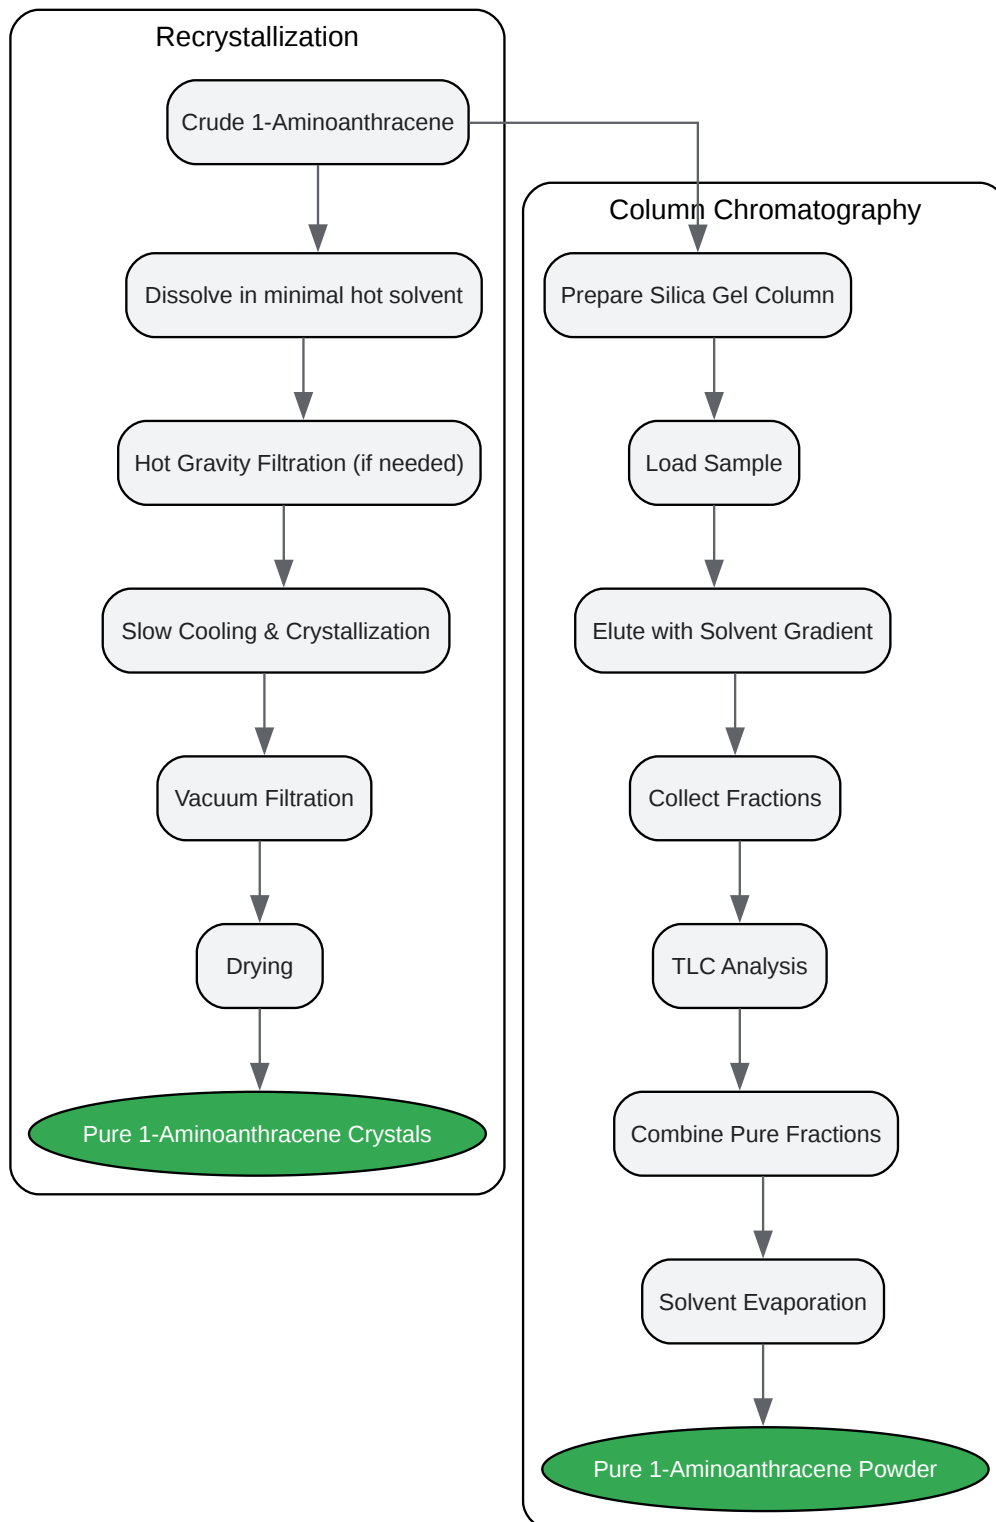 Recrystallization
Crude 1-Aminoanthracene
Dissolve in minimal hot solvent
Hot Gravity Filtration (if needed)
Slow Cooling & Crystallization
Vacuum Filtration
Drying
Pure 1-Aminoanthracene Crystals
Column Chromatography
Prepare Silica Gel Column
Load Sample
Elute with Solvent Gradient
Collect Fractions
TLC Analysis
Combine Pure Fractions
Solvent Evaporation
Pure 1-Aminoanthracene Powder